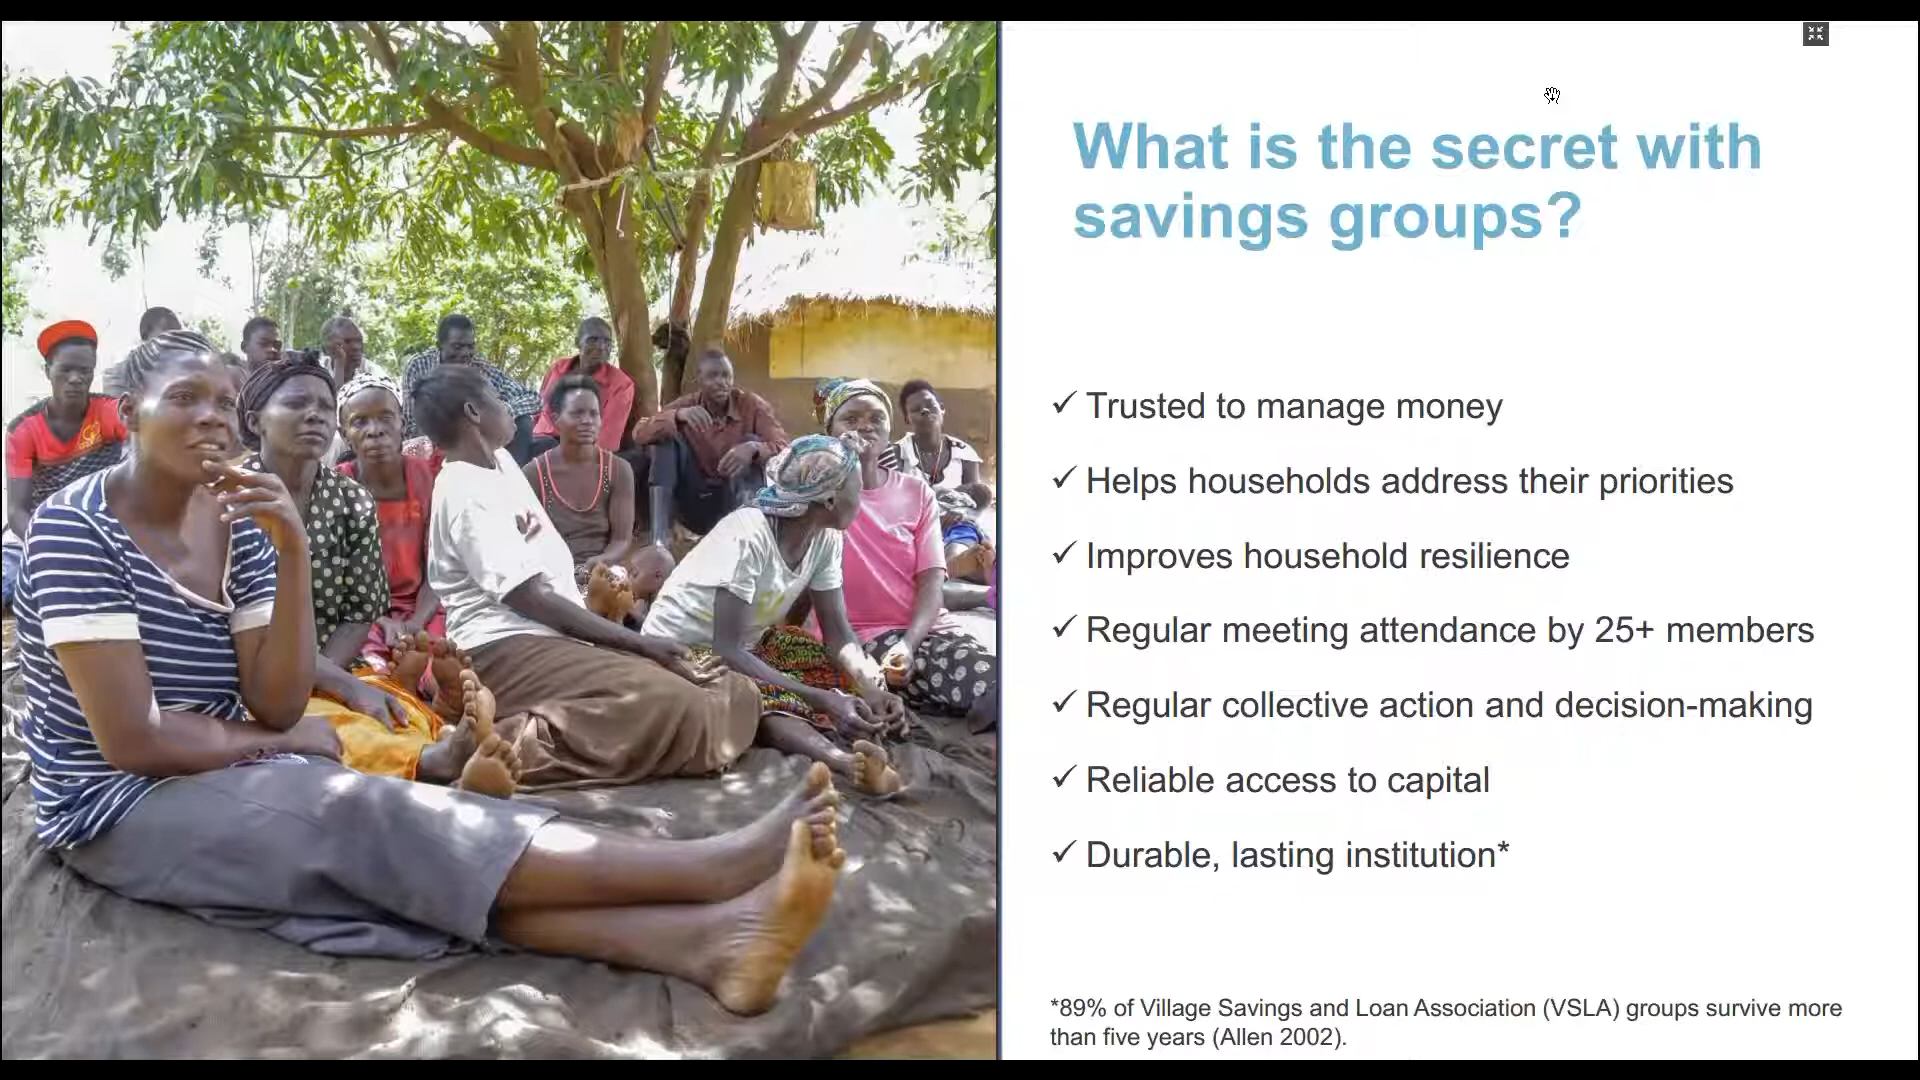 What is the secret with
savings groups?
✓ Trusted to manage money
✓ Helps households address their priorities
✓ Improves household resilience
✓ Regular meeting attendance by 25+ members
✓ Regular collective action and decision-making
✓ Reliable access to capital
✓ Durable, lasting institution*
*89% of Village Savings and Loan Association (VSLA) groups survive more
than five years (Allen 2002).